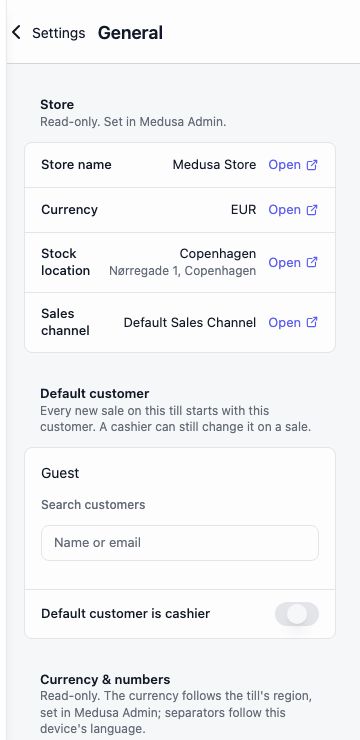 Settings General
Store
Read-only. Set in Medusa Admin.
Store name Medusa Store Open
Currency EUR Open
Stock location Copenhagen Nørregade 1, Copenhagen Open
Sales channel Default Sales Channel Open
Default customer
Every new sale on this till starts with this
customer. A cashier can still change it on a sale.
Guest
Search customers
Name or email
Default customer is cashier
Currency & numbers
Read-only. The currency follows the till's region,
set in Medusa Admin; separators follow this
device's language.